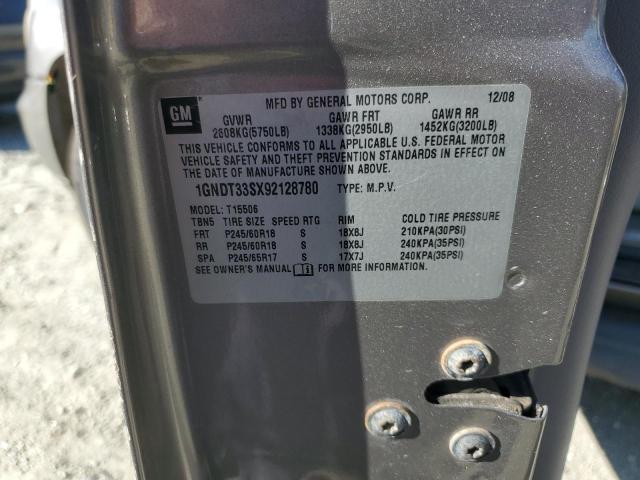 MFD BY GENERAL MOTORS CORP. 12/08
GM
GVWR GAWR FRT GAWR RR
2608KG(5750LB) 1338KG(2950LB) 1452KG(3200LB)
THIS VEHICLE CONFORMS TO ALL APPLICABLE U.S. FEDERAL MOTOR
VEHICLE SAFETY AND THEFT PREVENTION STANDARDS IN EFFECT ON
THE DATE OF MANUFACTURE SHOWN ABOVE.
1GNDT33SX92128780 TYPE: M.P.V.
MODEL: T15506
TBN5 TIRE SIZE SPEED RTG RIM COLD TIRE PRESSURE
FRT P245/60R18 S 18X8J 210KPA(30PSI)
RR P245/60R18 S 18X8J 240KPA(35PSI)
SPA P245/65R17 S 17X7J 240KPA(35PSI)
SEE OWNER'S MANUAL FOR MORE INFORMATION.